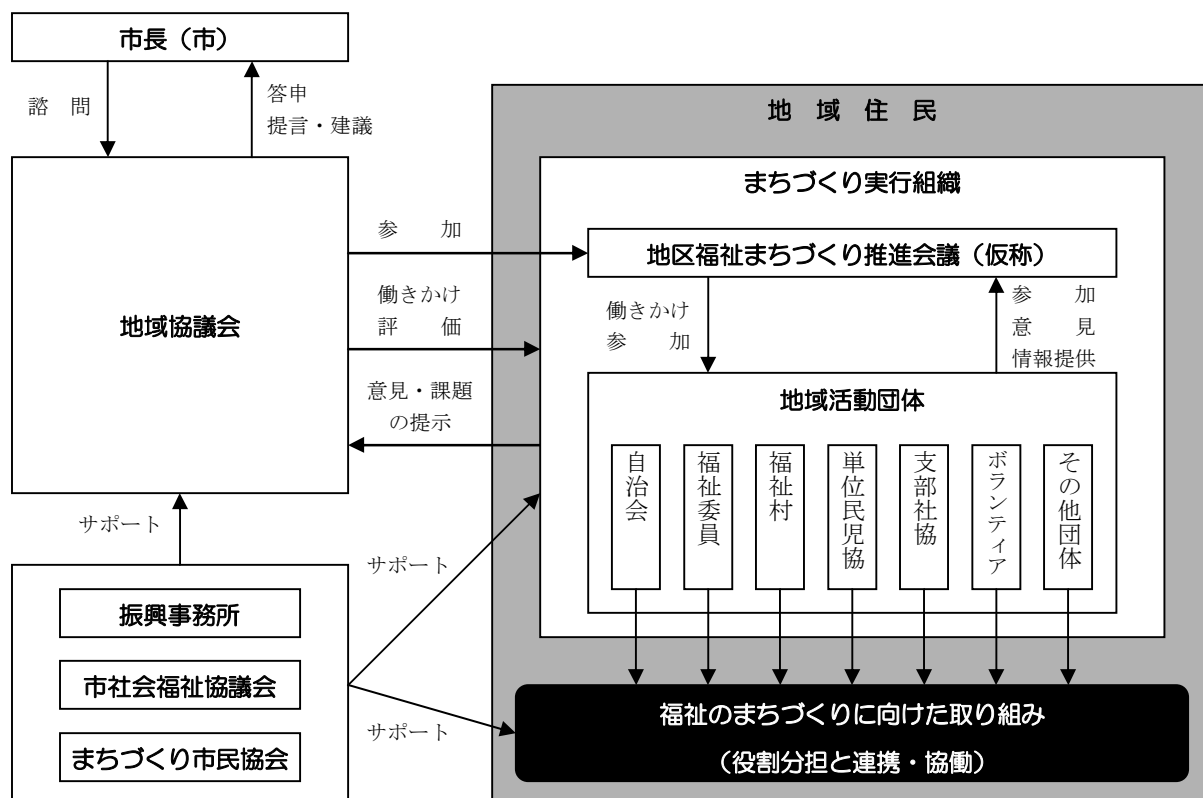 市長（市）
諮　問
答申
提言・建議
地域協議会
参　加
働きかけ
評　価
意見・課題
の提示
サポート
振興事務所
市社会福祉協議会
まちづくり市民協会
サポート
サポート
地　域　住　民
まちづくり実行組織
地区福祉まちづくり推進会議（仮称）
働きかけ
参　加
参　加
意　見
情報提供
地域活動団体
自治会
福祉委員
福祉村
単位民児協
支部社協
ボランティア
その他団体
福祉のまちづくりに向けた取り組み
（役割分担と連携・協働）